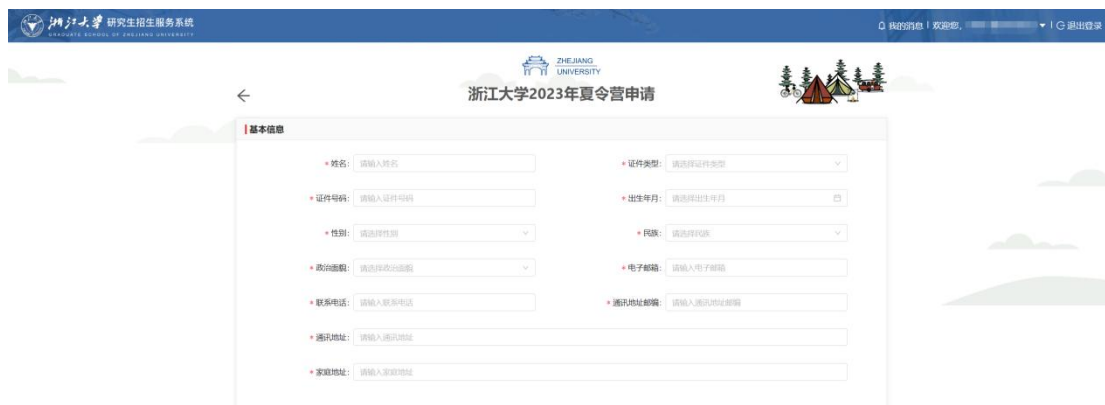 浙江大学 研究生招生服务系统
GRADUATE SCHOOL OF ZHEJIANG UNIVERSITY
我的消息 | 欢迎您,
退出登录
ZHEJIANG
UNIVERSITY
浙江大学2023年夏令营申请
基本信息
* 姓名: 请输入姓名
* 证件类型: 请选择证件类型
* 证件号码: 请输入证件号码
* 出生年月: 请选择出生年月
* 性别: 请选择性别
* 民族: 请选择民族
* 政治面貌: 请选择政治面貌
* 电子邮箱: 请输入电子邮箱
* 联系电话: 请输入联系电话
* 通讯地址邮编: 请输入通讯地址邮编
* 通讯地址: 请输入通讯地址
* 家庭地址: 请输入家庭地址